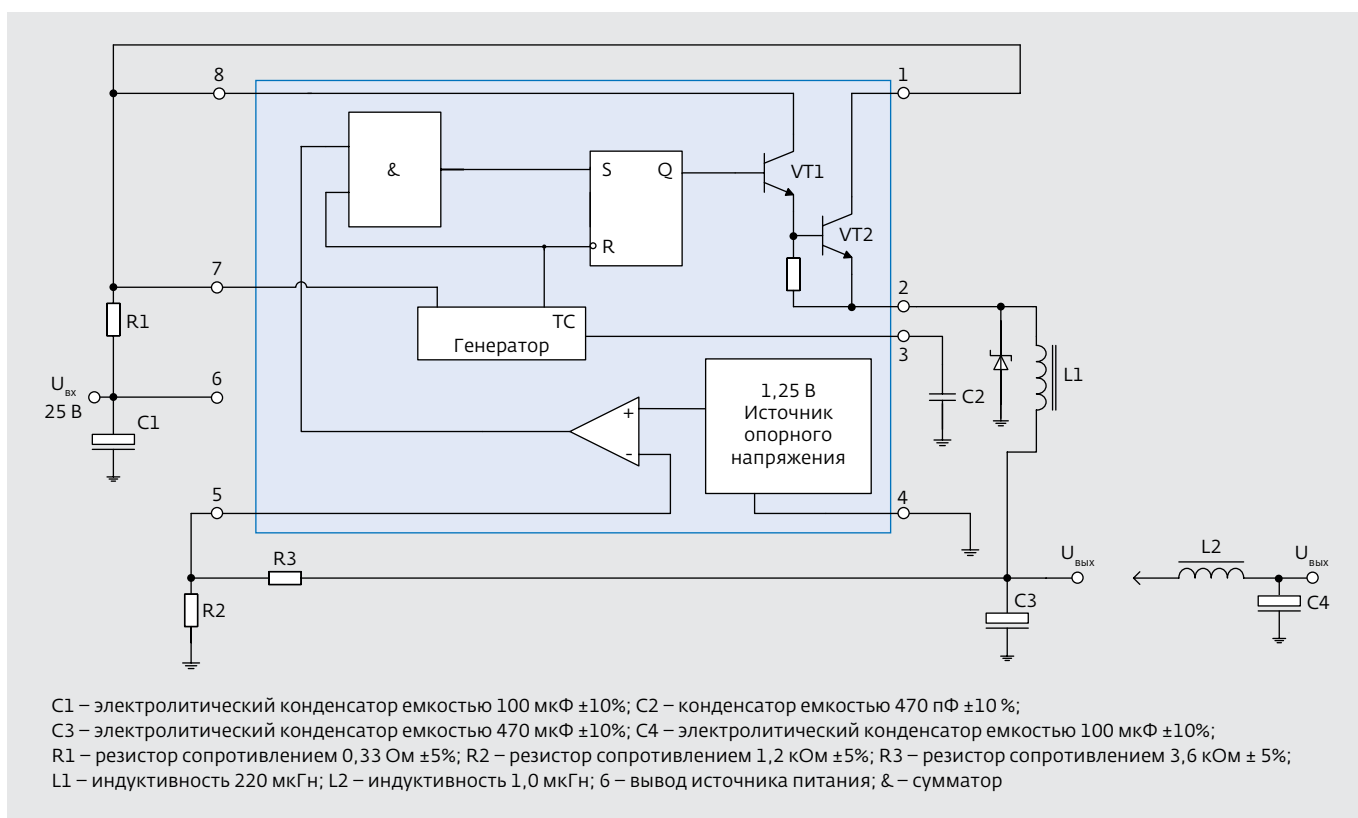 8
1
&
S
Q
VT1
VT2
R
7
2
R1
TC
Генератор
3
6
Uвх
25 В
C1
C2
L1
1,25 В
Источник
опорного
напряжения
+
-
5
4
R3
R2
Uвых
C3
L2
Uвых
C4
C1 – электролитический конденсатор емкостью 100 мкФ ±10%; C2 – конденсатор емкостью 470 пФ ±10 %;
C3 – электролитический конденсатор емкостью 470 мкФ ±10%; C4 – электролитический конденсатор емкостью 100 мкФ ±10%;
R1 – резистор сопротивлением 0,33 Ом ±5%; R2 – резистор сопротивлением 1,2 кОм ±5%; R3 – резистор сопротивлением 3,6 кОм ± 5%;
L1 – индуктивность 220 мкГн; L2 – индуктивность 1,0 мкГн; 6 – вывод источника питания; & – сумматор